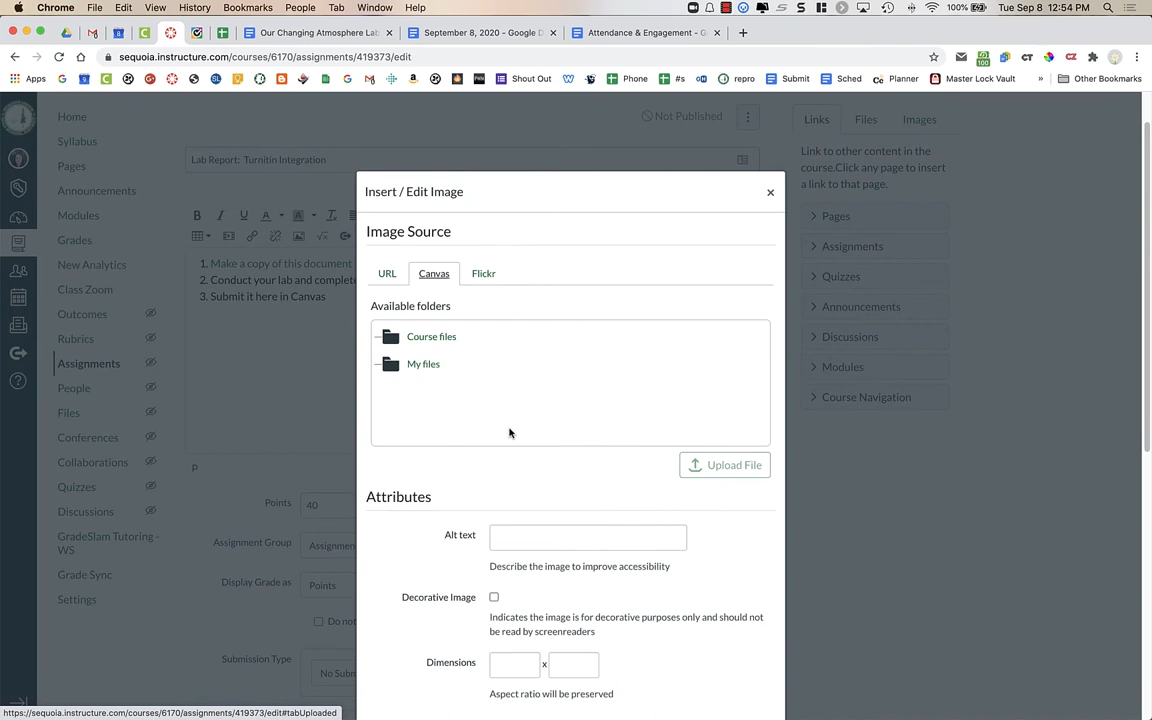 Chrome File Edit View History Bookmarks People Tab Window Help
100% Tue Sep 8 12:54 PM
Our Changing Atmosphere Lab
September 8, 2020 - Google D
Attendance & Engagement - G
sequoia.instructure.com/courses/6170/assignments/419373/edit
Apps Shout Out Phone #s repro Submit Sched Planner Master Lock Vault » Other Bookmarks
Home
Syllabus
Pages
Announcements
Modules
Grades
New Analytics
Class Zoom
Outcomes
Rubrics
Assignments
People
Files
Conferences
Collaborations
Quizzes
Discussions
GradeSlam Tutoring -
WS
Grade Sync
Settings
Not Published
Lab Report: Turnitin Integration
B I U A A
1. Make a copy of this document
2. Conduct your lab and complete
3. Submit it here in Canvas
P
Points 40
Assignment Group Assignmen
Display Grade as Points
Do not
Submission Type No Subm
Insert / Edit Image
×
Image Source
URL Canvas Flickr
Available folders
Course files
My files
Upload File
Attributes
Alt text
Describe the image to improve accessibility
Decorative Image
Indicates the image is for decorative purposes only and should not
be read by screenreaders
Dimensions x
Aspect ratio will be preserved
Links Files Images
Link to other content in the
course.Click any page to insert
a link to that page.
Pages
Assignments
Quizzes
Announcements
Discussions
Modules
Course Navigation
https://sequoia.instructure.com/courses/6170/assignments/419373/edit#tabUploaded